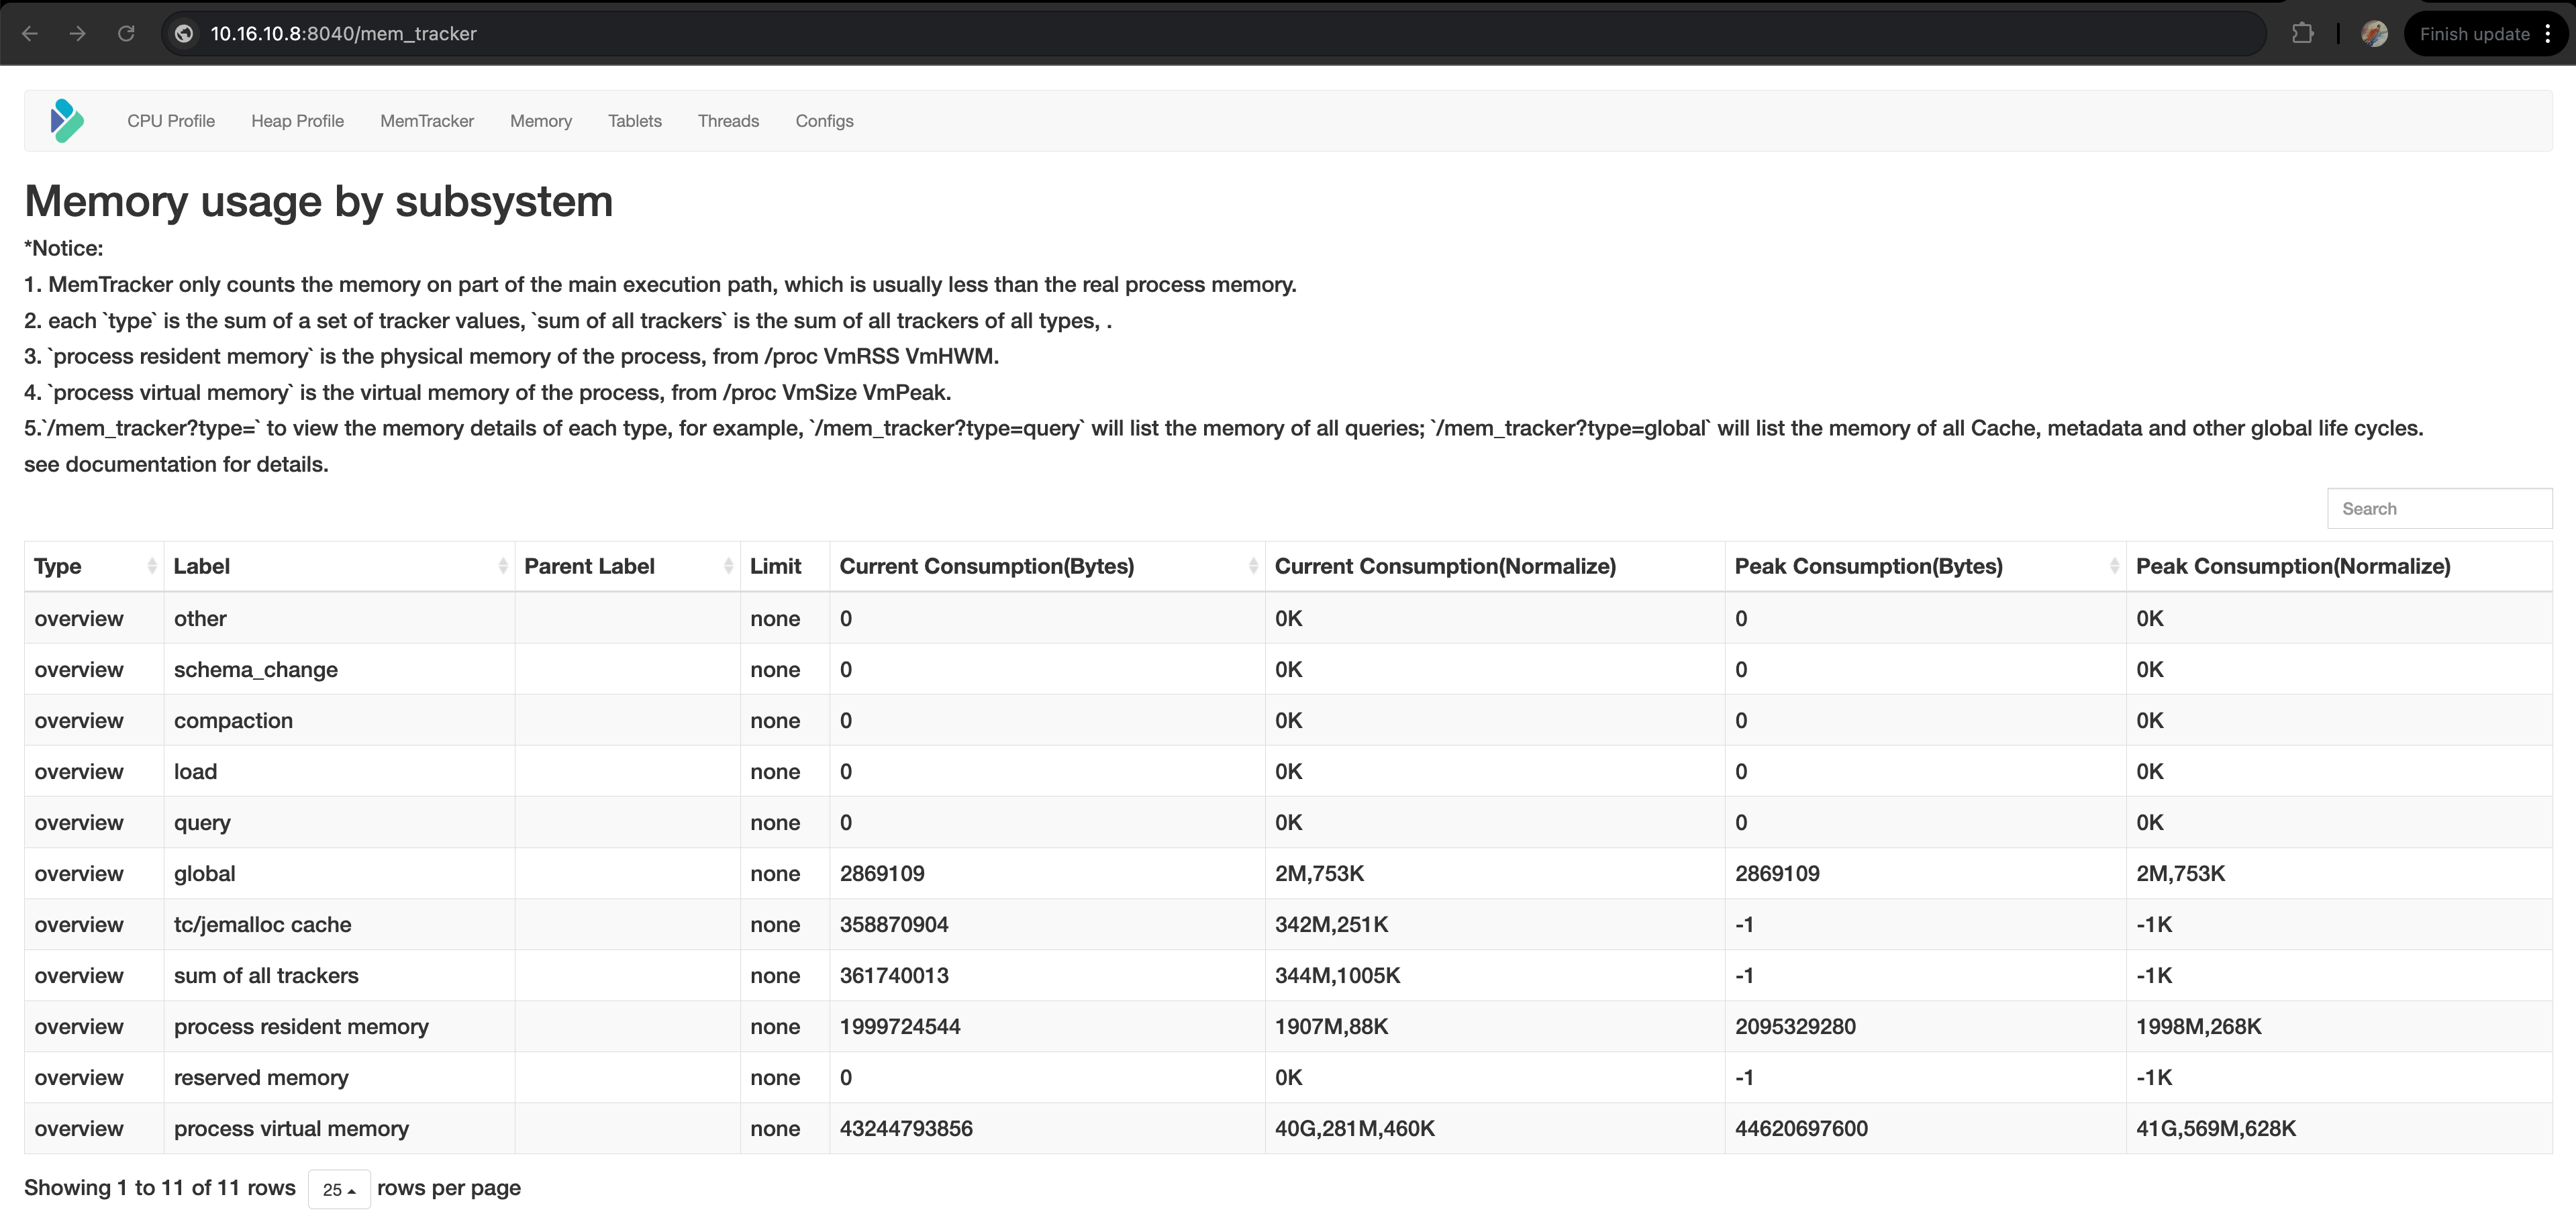 10.16.10.8:8040/mem_tracker
Finish update
CPU Profile Heap Profile MemTracker Memory Tablets Threads Configs
Memory usage by subsystem
*Notice:
1. MemTracker only counts the memory on part of the main execution path, which is usually less than the real process memory.
2. each `type` is the sum of a set of tracker values, `sum of all trackers` is the sum of all trackers of all types, .
3. `process resident memory` is the physical memory of the process, from /proc VmRSS VmHWM.
4. `process virtual memory` is the virtual memory of the process, from /proc VmSize VmPeak.
5.`/mem_tracker?type=` to view the memory details of each type, for example, `/mem_tracker?type=query` will list the memory of all queries; `/mem_tracker?type=global` will list the memory of all Cache, metadata and other global life cycles.
see documentation for details.
Search
Type Label Parent Label Limit Current Consumption(Bytes) Current Consumption(Normalize) Peak Consumption(Bytes) Peak Consumption(Normalize)
overview other none 0 0K 0 0K
overview schema_change none 0 0K 0 0K
overview compaction none 0 0K 0 0K
overview load none 0 0K 0 0K
overview query none 0 0K 0 0K
overview global none 2869109 2M,753K 2869109 2M,753K
overview tc/jemalloc cache none 358870904 342M,251K -1 -1K
overview sum of all trackers none 361740013 344M,1005K -1 -1K
overview process resident memory none 1999724544 1907M,88K 2095329280 1998M,268K
overview reserved memory none 0 0K -1 -1K
overview process virtual memory none 43244793856 40G,281M,460K 44620697600 41G,569M,628K
Showing 1 to 11 of 11 rows 25 rows per page